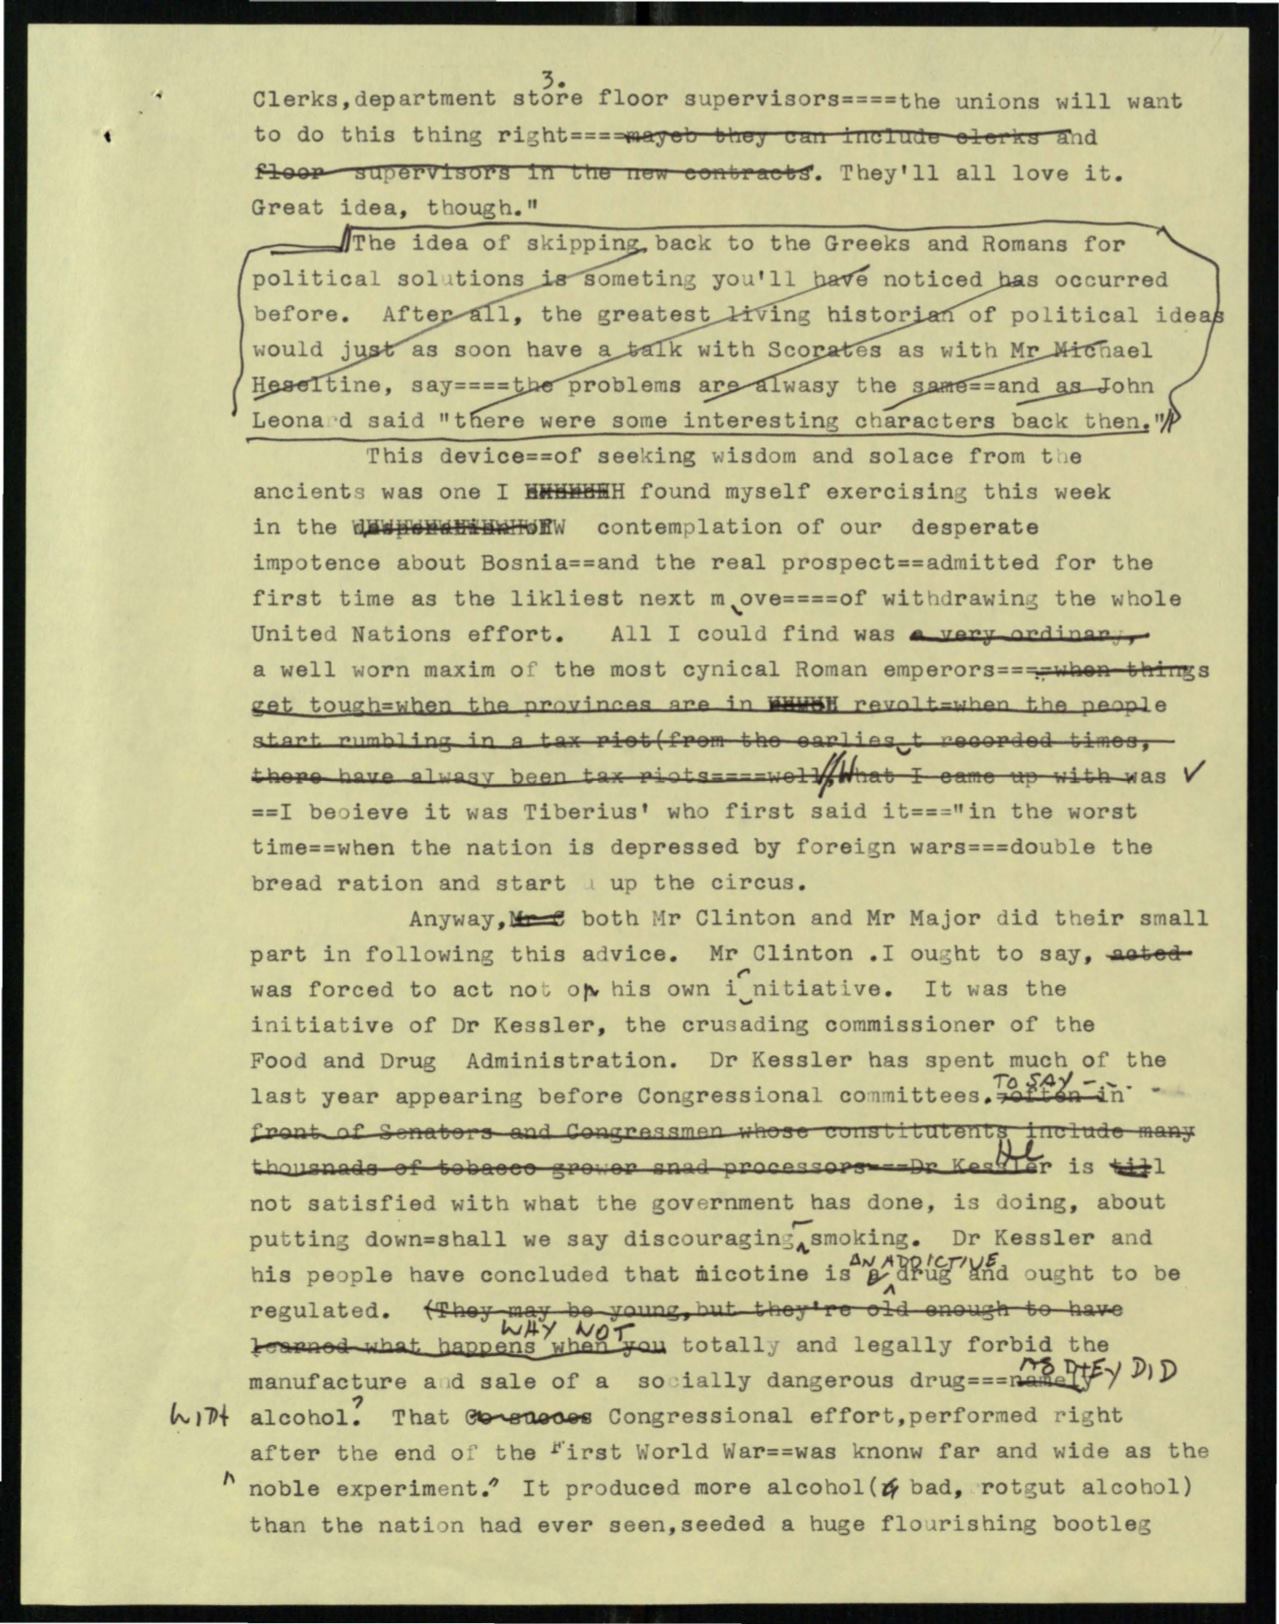 3.
Clerks,department store floor supervisors====the unions will want
to do this thing right====mayeb they can include clerks and
floor supervisors in the new contracts. They'll all love it.
Great idea, though."
The idea of skipping back to the Greeks and Romans for
political solutions is someting you'll have noticed has occurred
before. After all, the greatest living historian of political ideas
would just as soon have a talk with Scorates as with Mr Michael
Heseltine, say====the problems are alwasy the same==and as John
Leonard said "there were some interesting characters back then."
This device==of seeking wisdom and solace from the
ancients was one I found myself exercising this week
in the contemplation of our desperate
impotence about Bosnia==and the real prospect==admitted for the
first time as the likliest next m ove====of withdrawing the whole
United Nations effort. All I could find was a very ordinary,
a well worn maxim of the most cynical Roman emperors====when things
get tough=when the provinces are in revolt=when the people
start rumbling in a tax riot(from the earlies t recorded times,
there have alwasy been tax riots====well, What I came up with was ✓
==I beoieve it was Tiberius' who first said it==="in the worst
time==when the nation is depressed by foreign wars===double the
bread ration and start up the circus.
Anyway,Mr C both Mr Clinton and Mr Major did their small
part in following this advice. Mr Clinton .I ought to say, acted
was forced to act not on his own i nitiative. It was the
initiative of Dr Kessler, the crusading commissioner of the
Food and Drug Administration. Dr Kessler has spent much of the
last year appearing before Congressional committees.=often in
TO SAY - - . -
front of Senators and Congressmen whose constitutents include many
thousnads of tobacco grower snad processors====Dr Kessler is till
He
not satisfied with what the government has done, is doing, about
putting down=shall we say discouraging smoking. Dr Kessler and
his people have concluded that nicotine is a drug and ought to be
AN ADDICTIVE
regulated. (They may be young,but they're old enough to have
learned what happens when you totally and legally forbid the
WHY NOT
manufacture and sale of a socially dangerous drug===namely
AS THEY DID
WITH alcohol? That Co succes Congressional effort,performed right
after the end of the First World War==was knonw far and wide as the
" noble experiment." It produced more alcohol( bad, rotgut alcohol)
than the nation had ever seen,seeded a huge flourishing bootleg